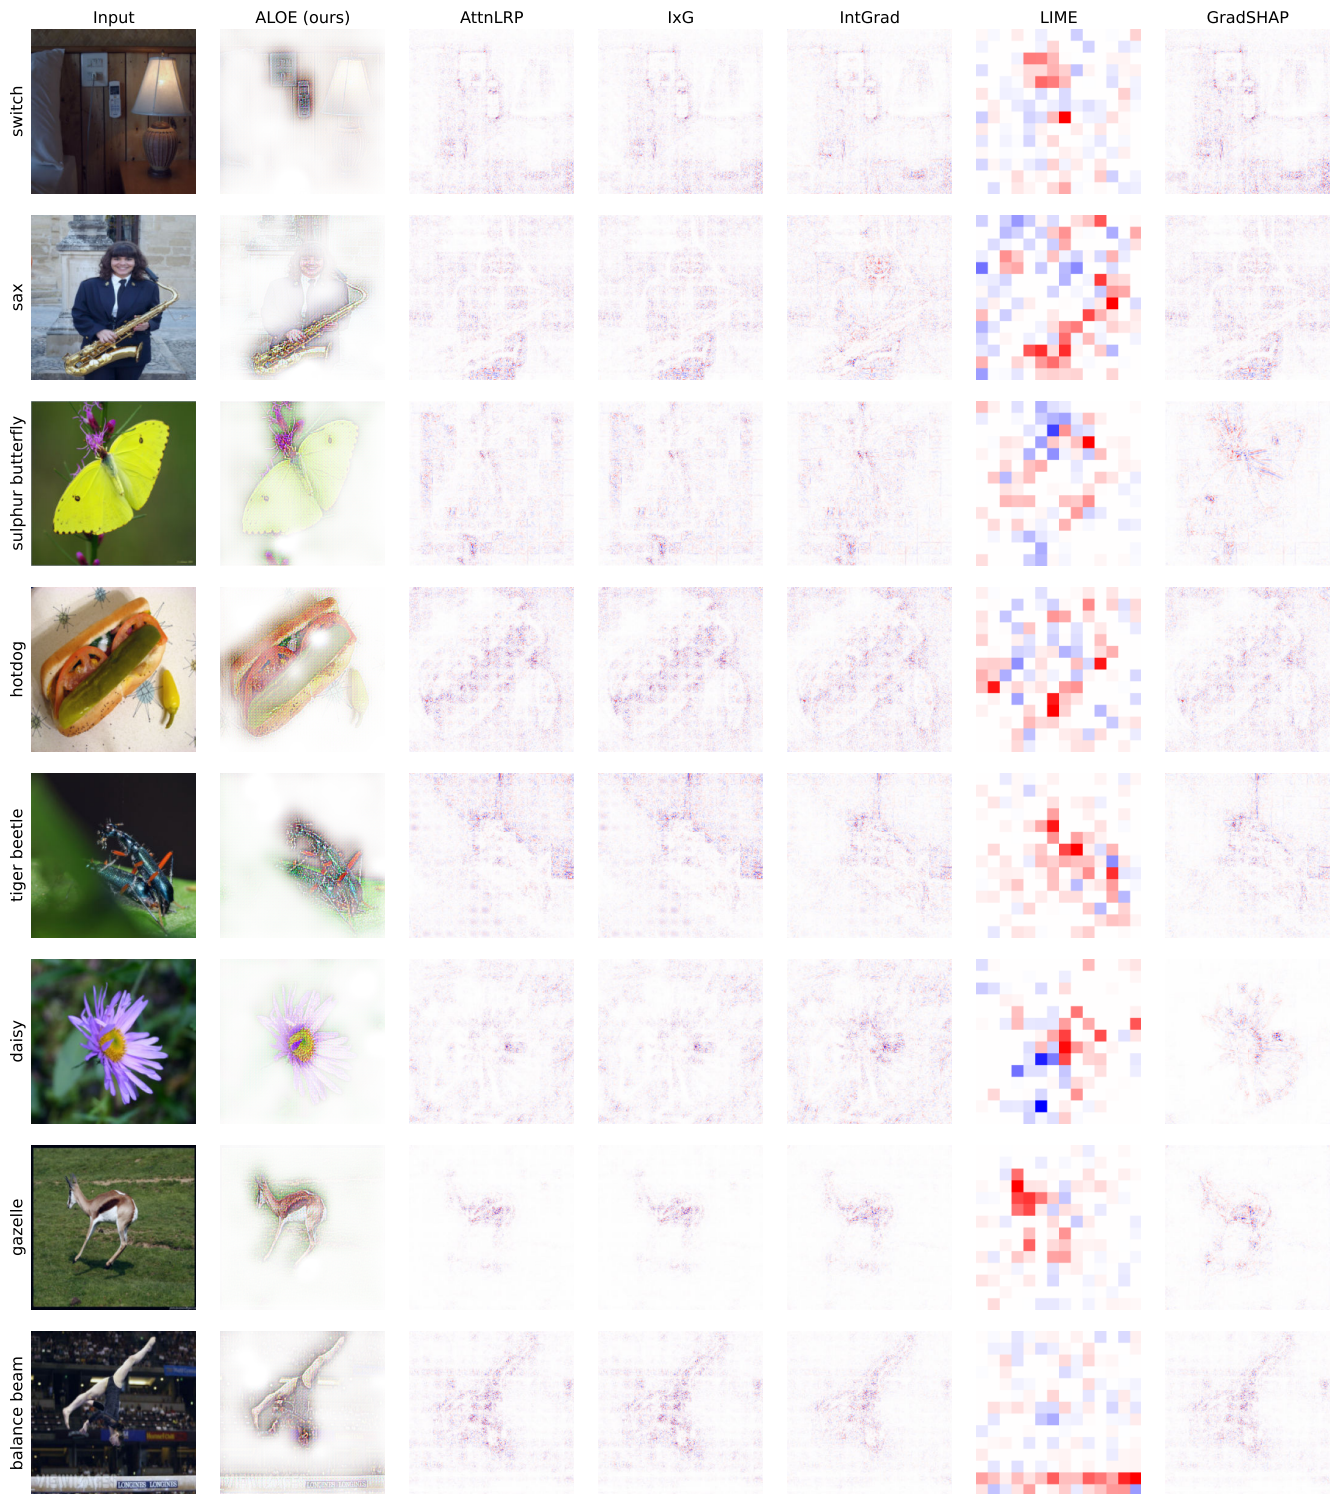 Input ALOE (ours) AttnLRP IxG IntGrad LIME GradSHAP
switch
sax
sulphur butterfly
hotdog
tiger beetle
daisy
gazelle
balance beam
LONGINES LONGINES